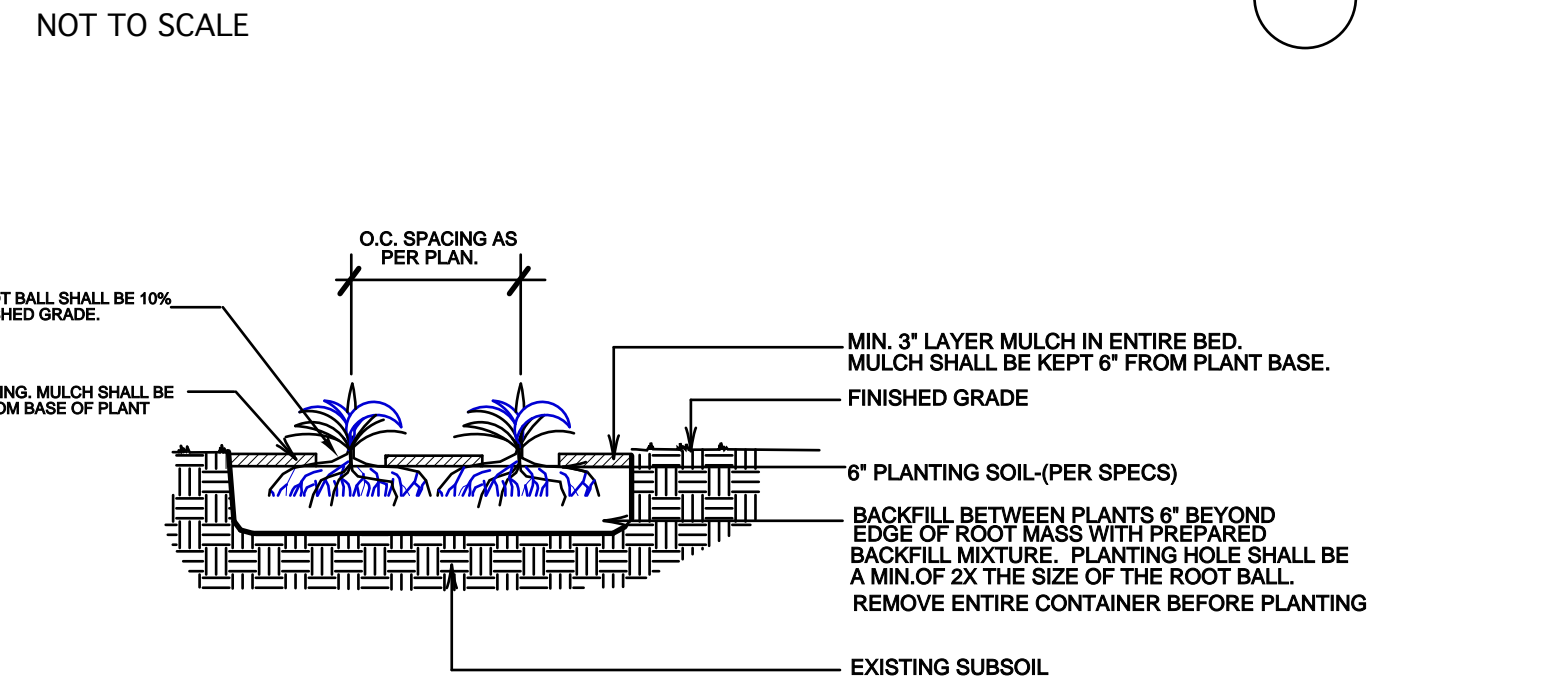 NOT TO SCALE
O.C. SPACING AS
PER PLAN.
BALL SHALL BE 10%
GRADE.
MULCH SHALL BE
BASE OF PLANT
MIN. 3" LAYER MULCH IN ENTIRE BED.
MULCH SHALL BE KEPT 6" FROM PLANT BASE.
FINISHED GRADE
6" PLANTING SOIL-(PER SPECS)
BACKFILL BETWEEN PLANTS 6" BEYOND
EDGE OF ROOT MASS WITH PREPARED
BACKFILL MIXTURE. PLANTING HOLE SHALL BE
A MIN.OF 2X THE SIZE OF THE ROOT BALL.
REMOVE ENTIRE CONTAINER BEFORE PLANTING
EXISTING SUBSOIL